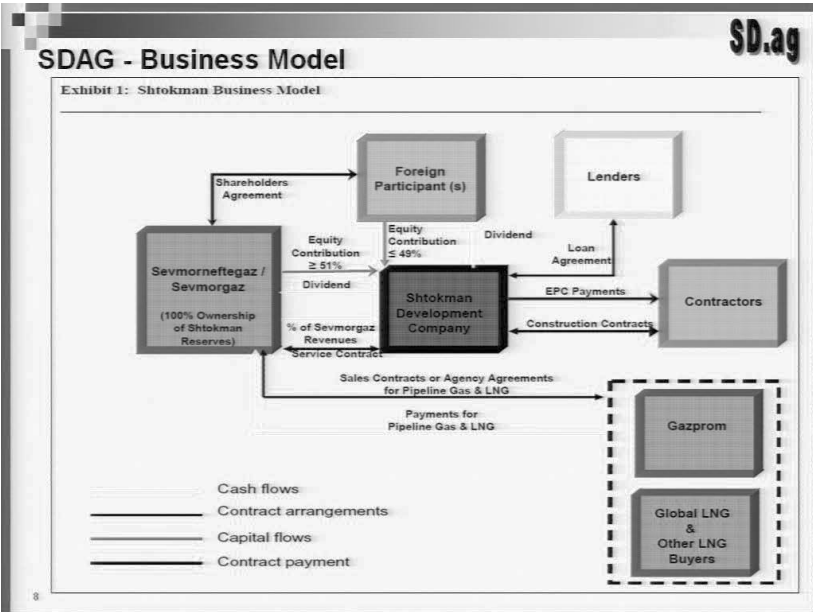 SD.ag
SDAG - Business Model
Exhibit 1: Shtokman Business Model
Foreign
Participant (s)
Lenders
Shareholders
Agreement
Equity
Contribution
≤ 49%
Dividend
Loan
Agreement
Equity
Contribution
≥ 51%
Dividend
Sevmorneftegaz /
Sevmorgaz
(100% Ownership
of Shtokman
Reserves)
Shtokman
Development
Company
EPC Payments
Construction Contracts
Contractors
% of Sevmorgaz
Revenues
Service Contract
Sales Contracts or Agency Agreements
for Pipeline Gas & LNG
Payments for
Pipeline Gas & LNG
Gazprom
Global LNG
&
Other LNG
Buyers
Cash flows
Contract arrangements
Capital flows
Contract payment
8